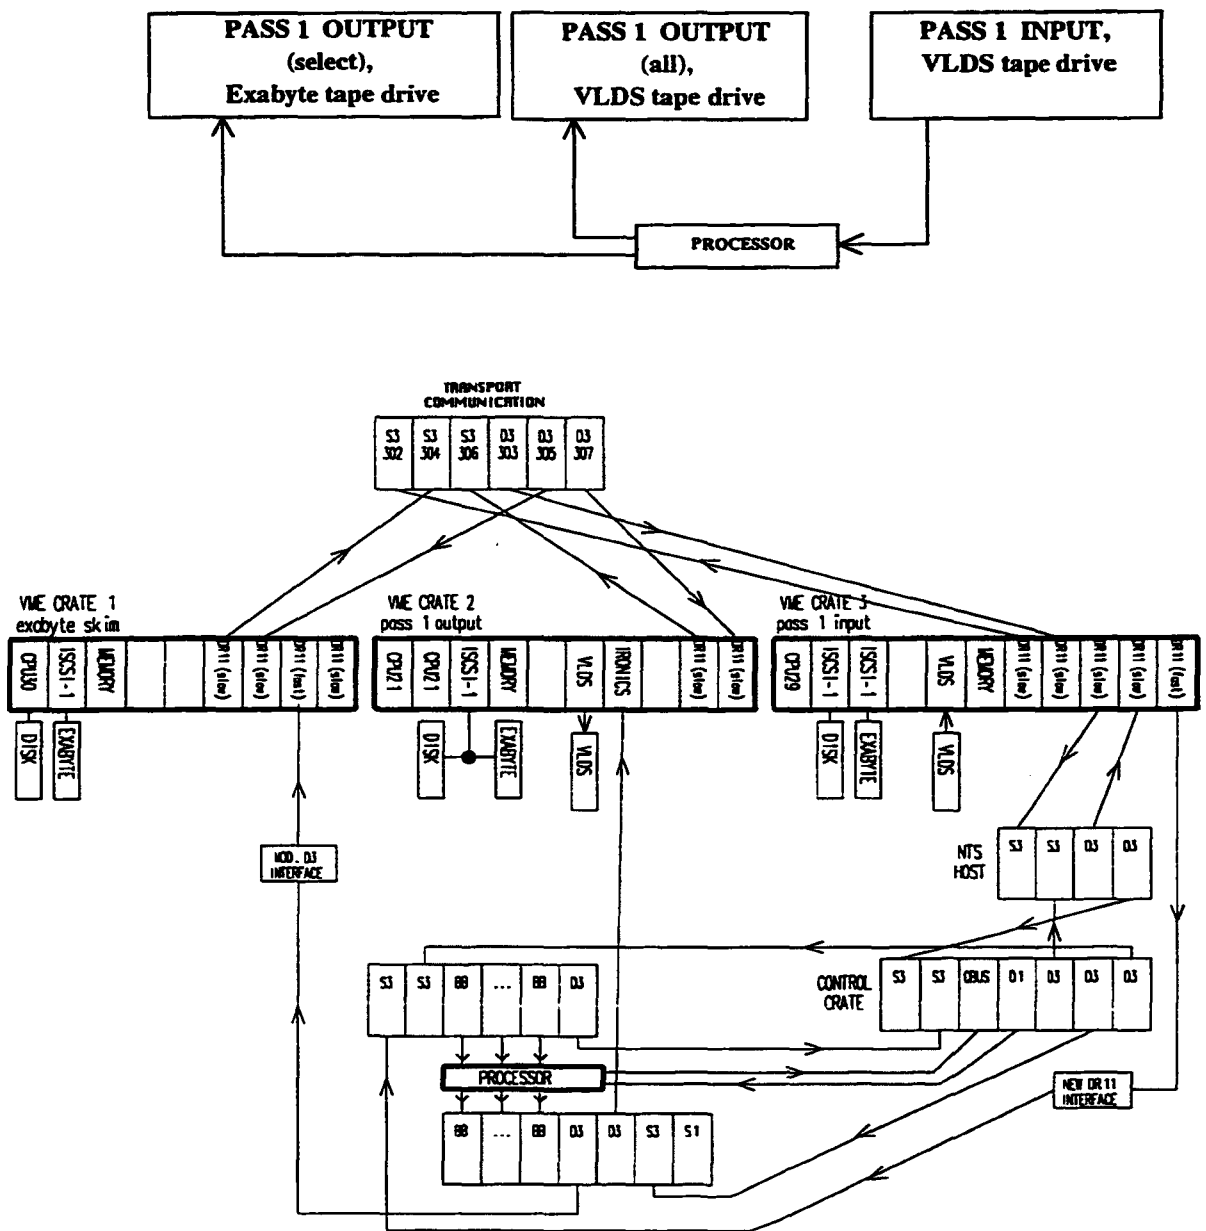 PASS 1 OUTPUT
(select),
Exabyte tape drive
PASS 1 OUTPUT
(all),
VLDS tape drive
PASS 1 INPUT,
VLDS tape drive
PROCESSOR
TRANSPORT
COMMUNICATION
S3
302
S3
304
S3
306
D3
303
D3
305
D3
307
VME CRATE 1
exabyte skim
CPU30
ISCSI-1
MEMORY
DR11 (slow)
DR11 (slow)
DR11 (fast)
DISK
EXABYTE
VME CRATE 2
pass 1 output
CPU21
CPU21
ISCSI-1
MEMORY
VLDS
IRONICS
DR11 (slow)
DR11 (slow)
DISK
EXABYTE
VLDS
VME CRATE 3
pass 1 input
CPU29
ISCSI-1
ISCSI-1
VLDS
MEMORY
DR11 (slow)
DR11 (slow)
DR11 (slow)
DR11 (slow)
DR11 (fast)
DISK
EXABYTE
VLDS
MOD. D3
INTERFACE
NTS
HOST
S3
S3
D3
D3
CONTROL
CRATE
S3
S3
QBUS
D1
D3
D3
D3
S3
S3
BB
...
BB
D3
PROCESSOR
NEW DR11
INTERFACE
BB
...
BB
D3
D3
S3
S1